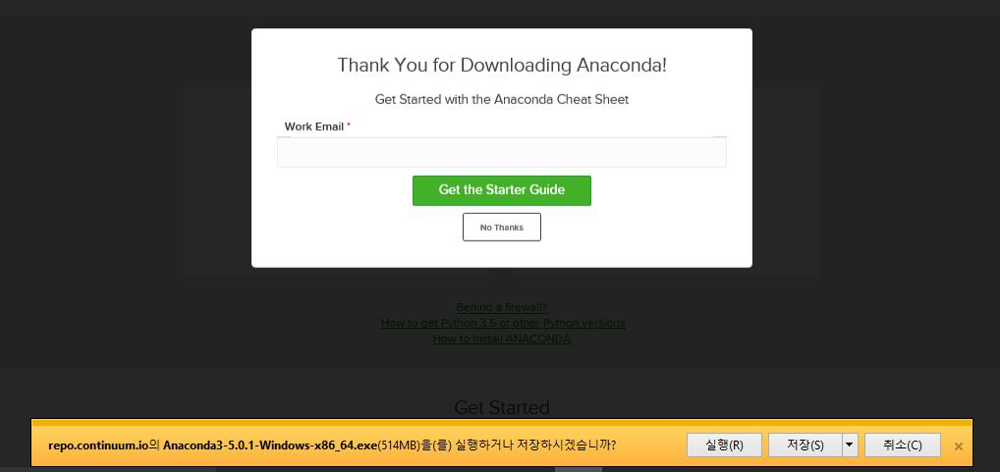 Thank You for Downloading Anaconda!
Get Started with the Anaconda Cheat Sheet
Work Email *
Get the Starter Guide
No Thanks
Behind a firewall?
How to get Python 3.5 or other Python versions
How to Install ANACONDA
Get Started
repo.continuum.io의 Anaconda3-5.0.1-Windows-x86_64.exe(514MB)을(를) 실행하거나 저장하시겠습니까? 실행(R) 저장(S) 취소(C) ×